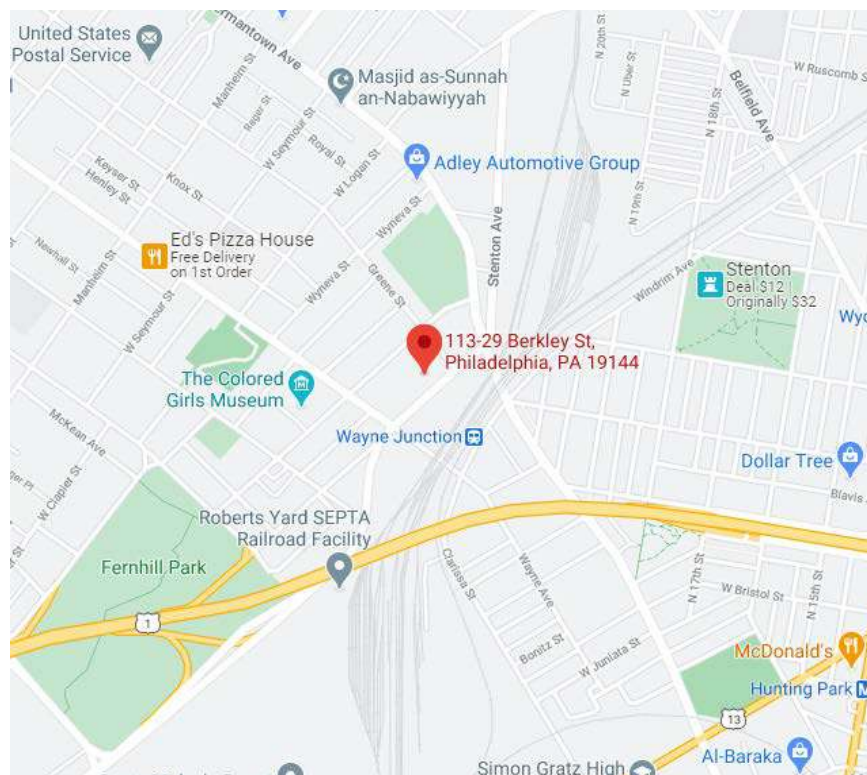 United States
Postal Service
ermantown Ave
Masjid as-Sunnah
an-Nabawiyyah
N 20th St
N Uber St
W Ruscomb S
Belfield Ave
N 18th St
N 19th St
Manheim St
Rager St
W Seymour St
Royal St
W Logan St
Adley Automotive Group
Keyser St
Henley St
Knox St
Wyneva St
Stenton Ave
Ed's Pizza House
Free Delivery
on 1st Order
Newhall St
Manheim St
Wyneva St
Greene St
Windrim Ave
Stenton
Deal $12
Originally $32
W Seymour St
Wyo
113-29 Berkley St,
Philadelphia, PA 19144
The Colored
Girls Museum
McKean Ave
Wayne Junction
Dollar Tree
W Clapier St
ger Pl
Blavis
Roberts Yard SEPTA
Railroad Facility
Fernhill Park
Clarissa St
Wayne Ave
N 17th St
W Bristol St
N 15th St
1
Bonitz St
W Juniata St
McDonald's
Hunting Park M
13
Al-Baraka
Simon Gratz High